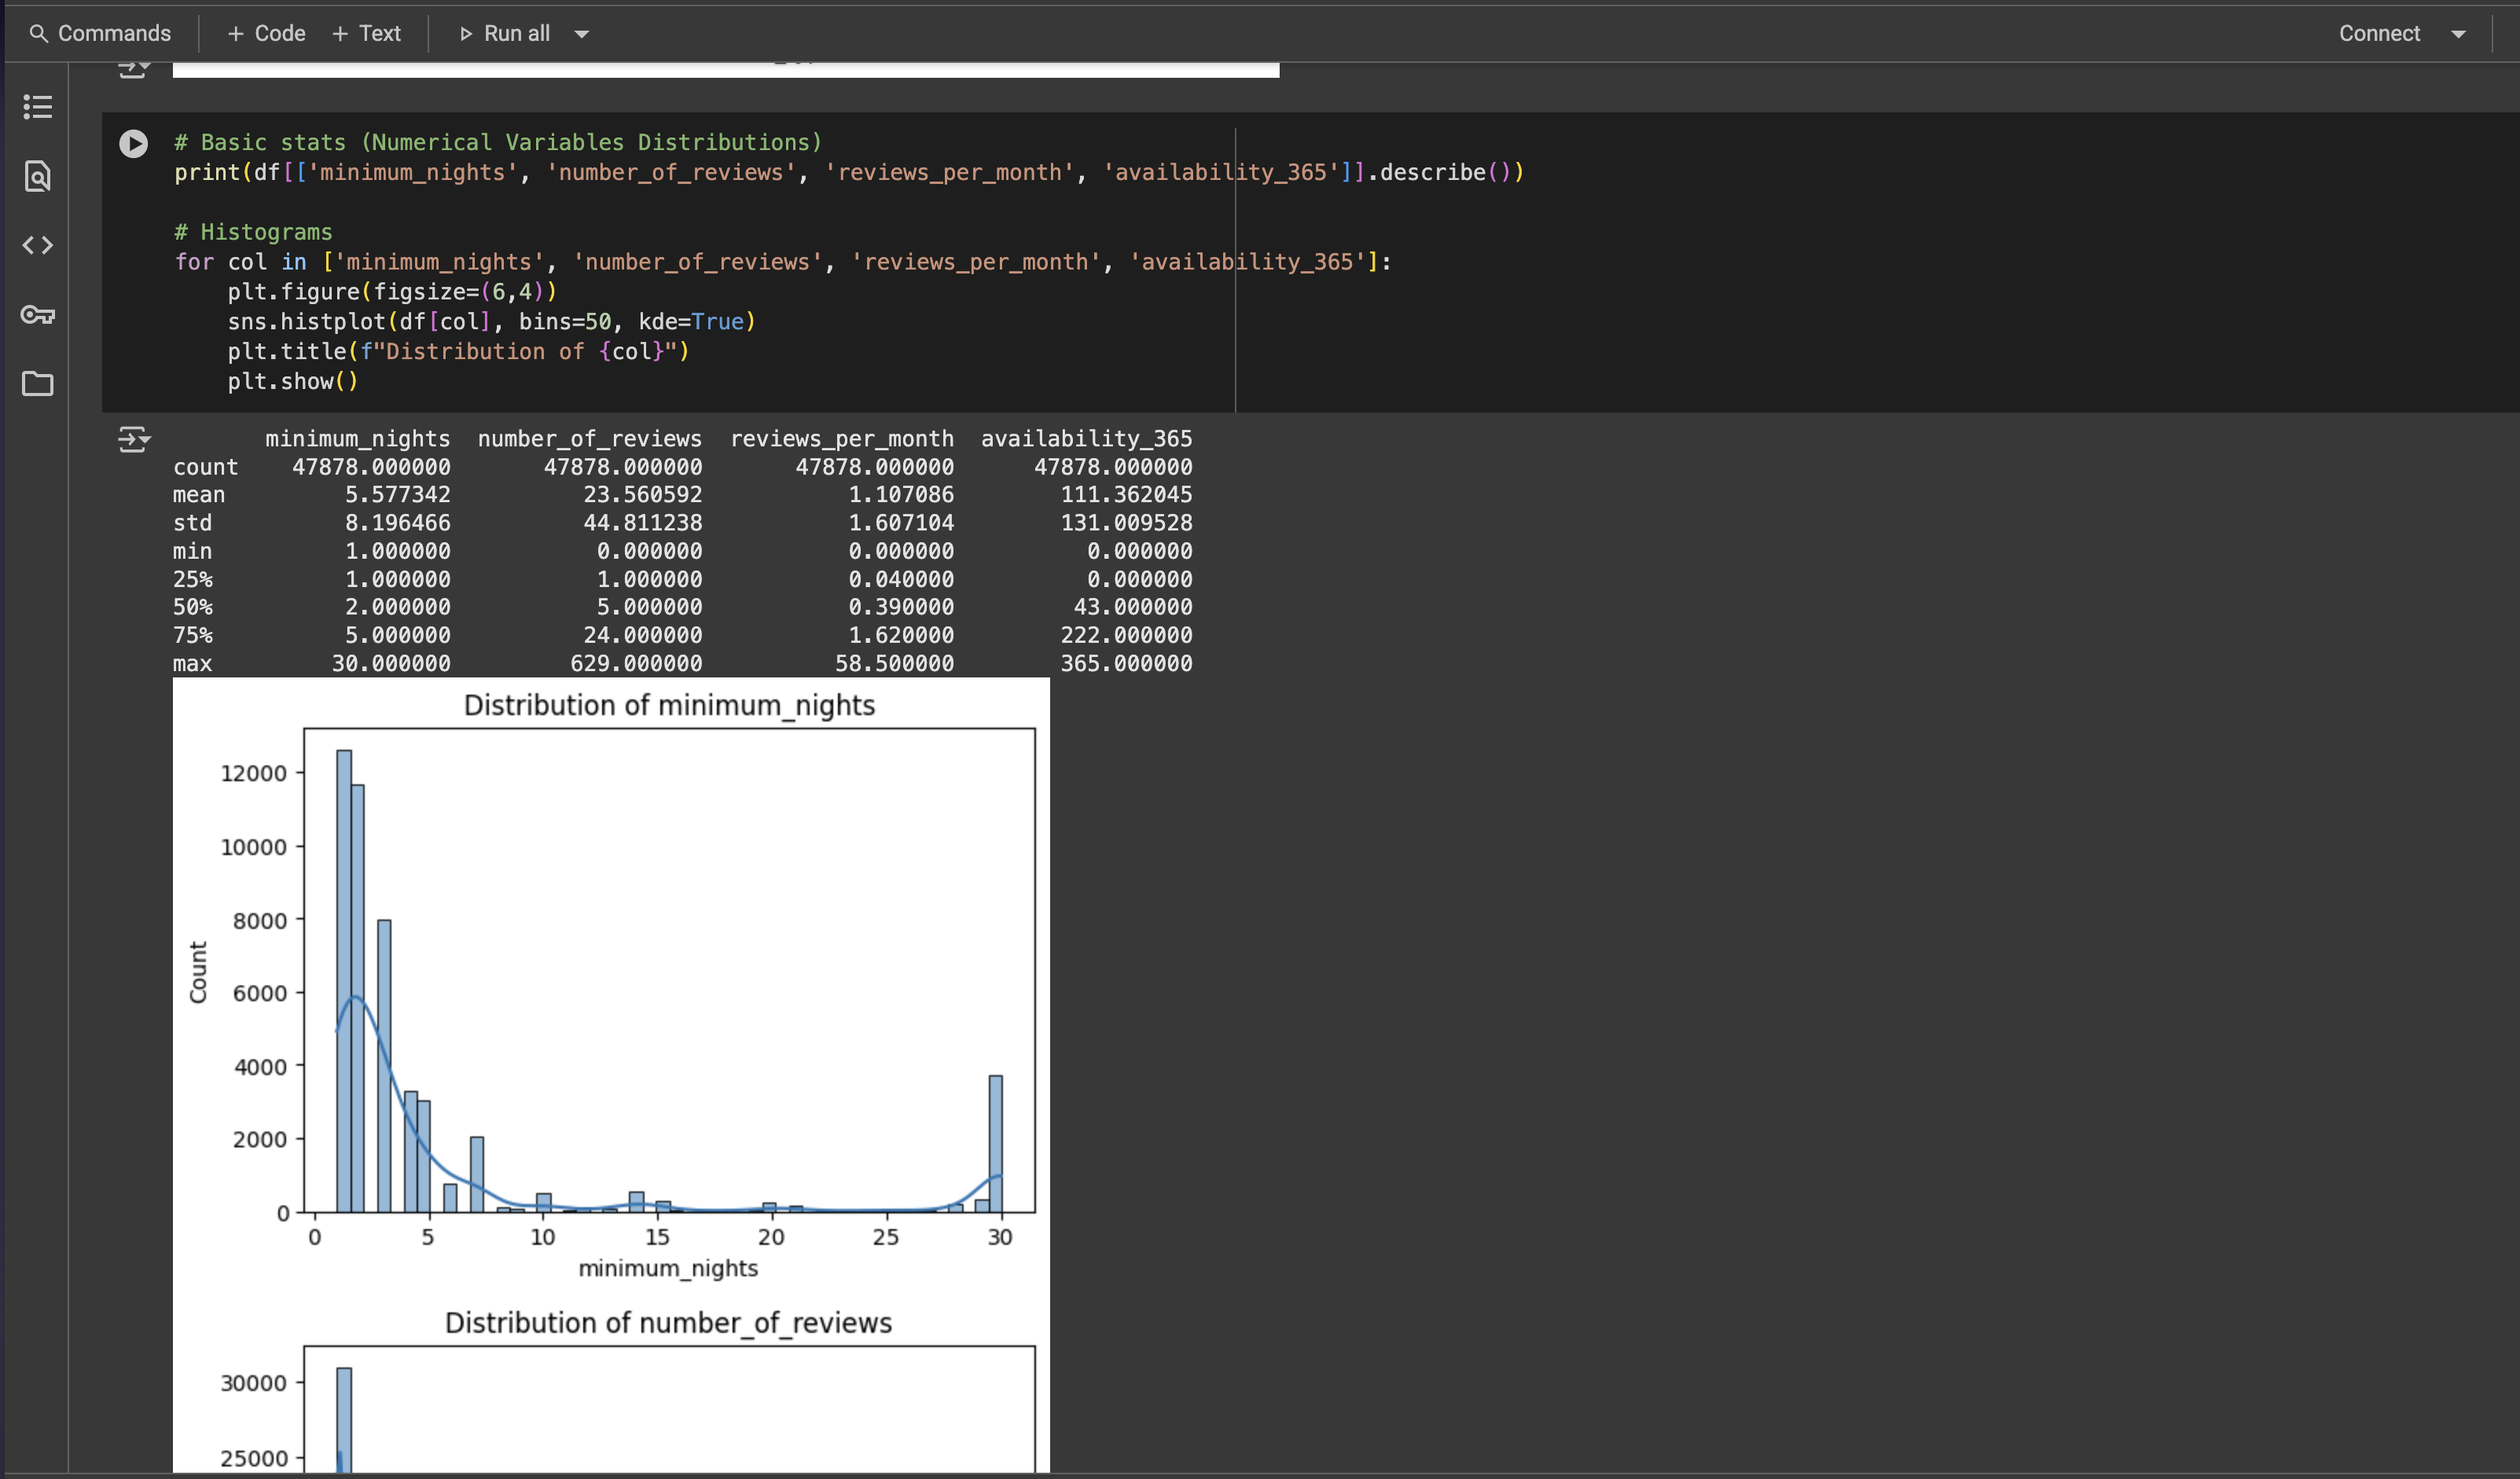 Commands + Code + Text Run all Connect
# Basic stats (Numerical Variables Distributions)
print(df[['minimum_nights', 'number_of_reviews', 'reviews_per_month', 'availability_365']].describe())
# Histograms
for col in ['minimum_nights', 'number_of_reviews', 'reviews_per_month', 'availability_365']:
    plt.figure(figsize=(6,4))
    sns.histplot(df[col], bins=50, kde=True)
    plt.title(f"Distribution of {col}")
    plt.show()
minimum_nights number_of_reviews reviews_per_month availability_365
count 47878.000000 47878.000000 47878.000000 47878.000000
mean 5.577342 23.560592 1.107086 111.362045
std 8.196466 44.811238 1.607104 131.009528
min 1.000000 0.000000 0.000000 0.000000
25% 1.000000 1.000000 0.040000 0.000000
50% 2.000000 5.000000 0.390000 43.000000
75% 5.000000 24.000000 1.620000 222.000000
max 30.000000 629.000000 58.500000 365.000000
Distribution of minimum_nights
12000
10000
8000
6000
4000
2000
0
Count
0 5 10 15 20 25 30
minimum_nights
Distribution of number_of_reviews
30000
25000